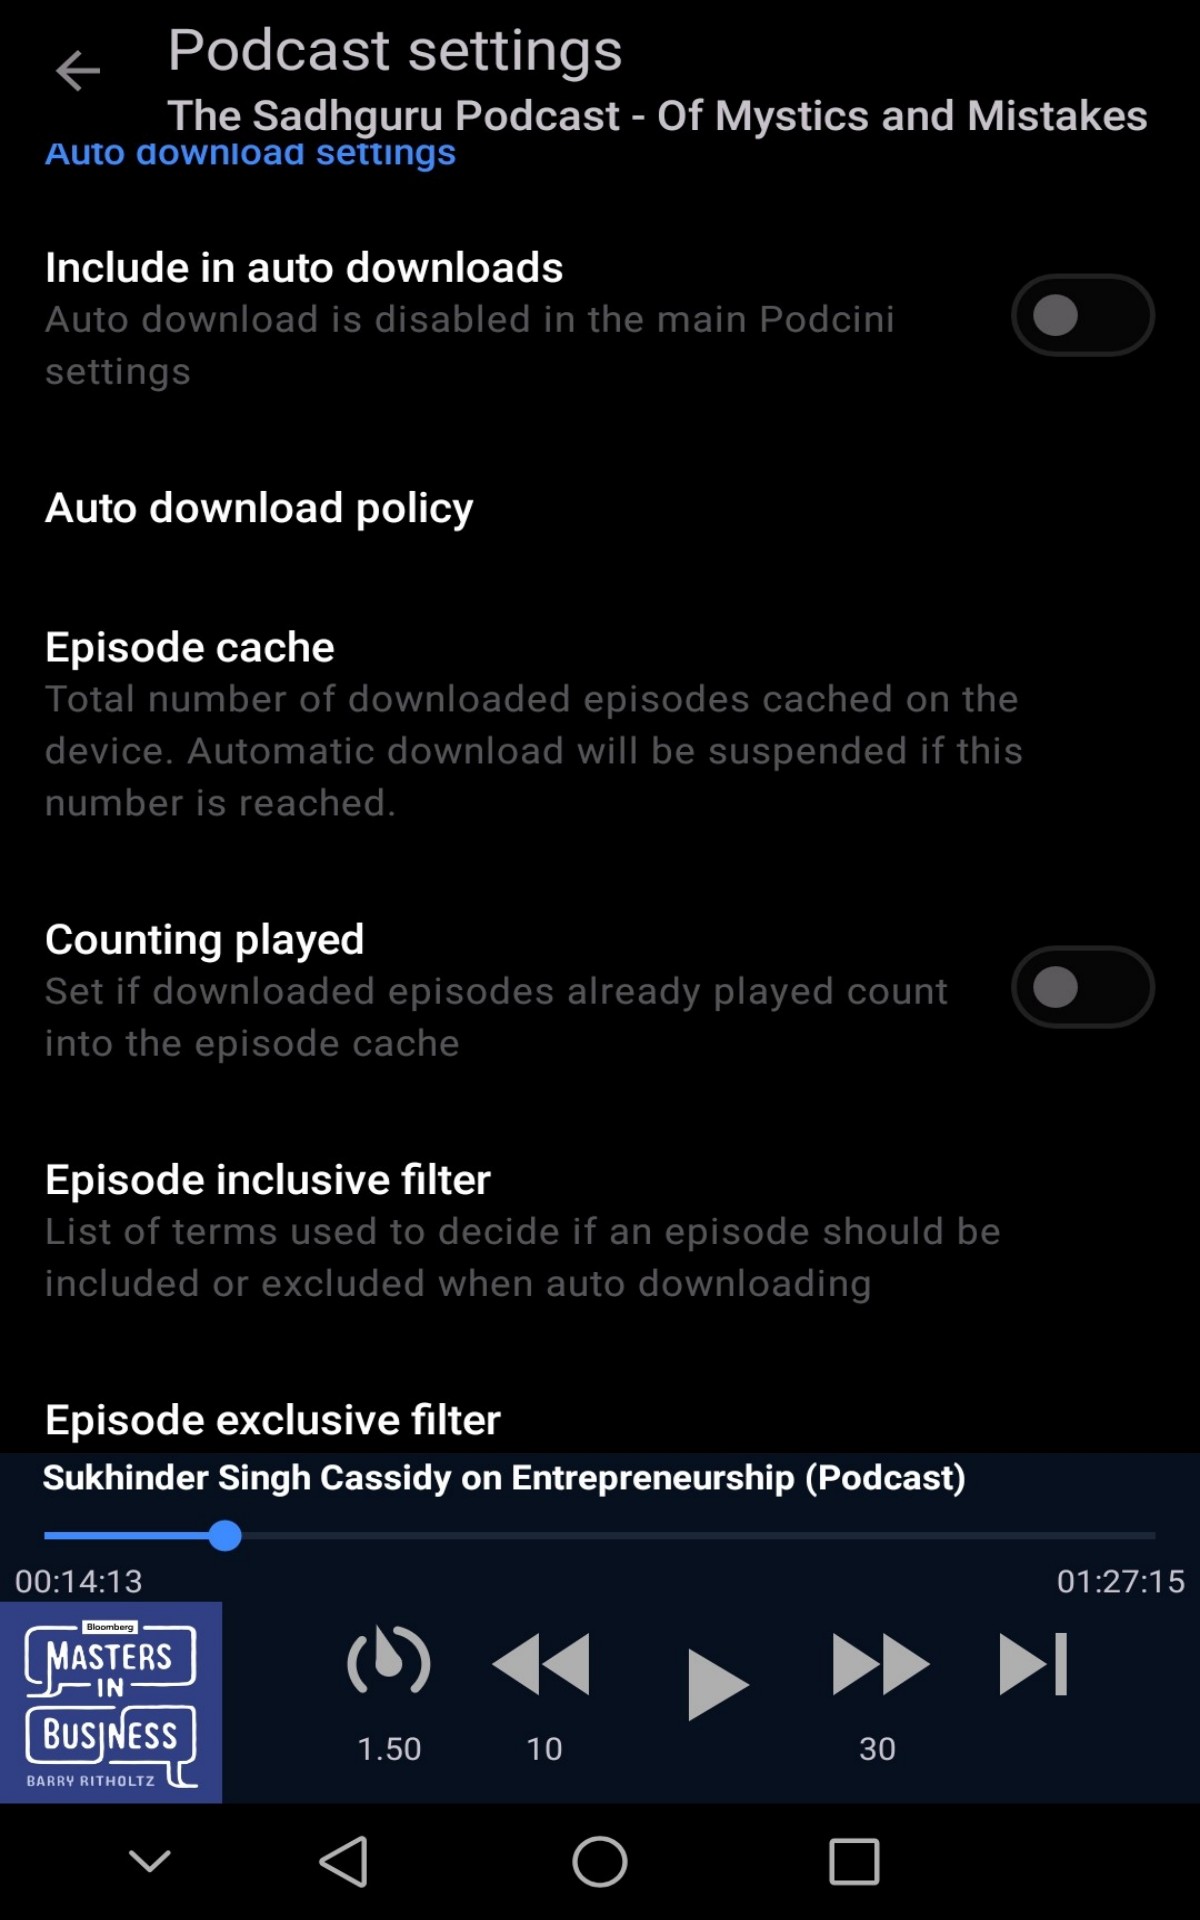 Podcast settings
The Sadhguru Podcast - Of Mystics and Mistakes
Auto download settings
Include in auto downloads
Auto download is disabled in the main Podcini
settings
Auto download policy
Episode cache
Total number of downloaded episodes cached on the
device. Automatic download will be suspended if this
number is reached.
Counting played
Set if downloaded episodes already played count
into the episode cache
Episode inclusive filter
List of terms used to decide if an episode should be
included or excluded when auto downloading
Episode exclusive filter
Sukhinder Singh Cassidy on Entrepreneurship (Podcast)
00:14:13
01:27:15
Bloomberg
MASTERS
IN
BUSINESS
BARRY RITHOLTZ
1.50
10
30